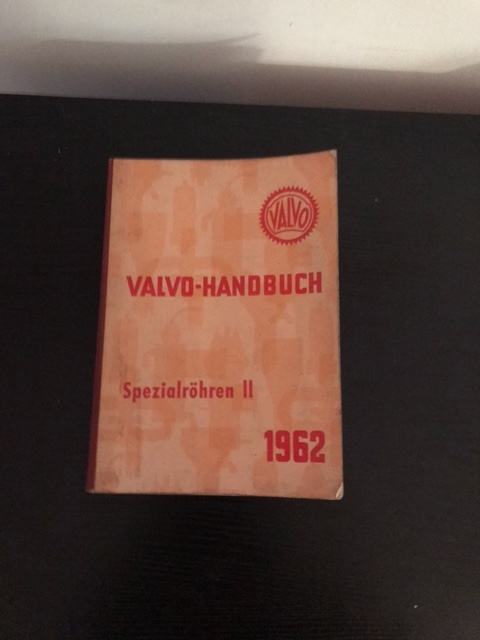 VALVO
VALVO-HANDBUCH
Spezialröhren II
1962